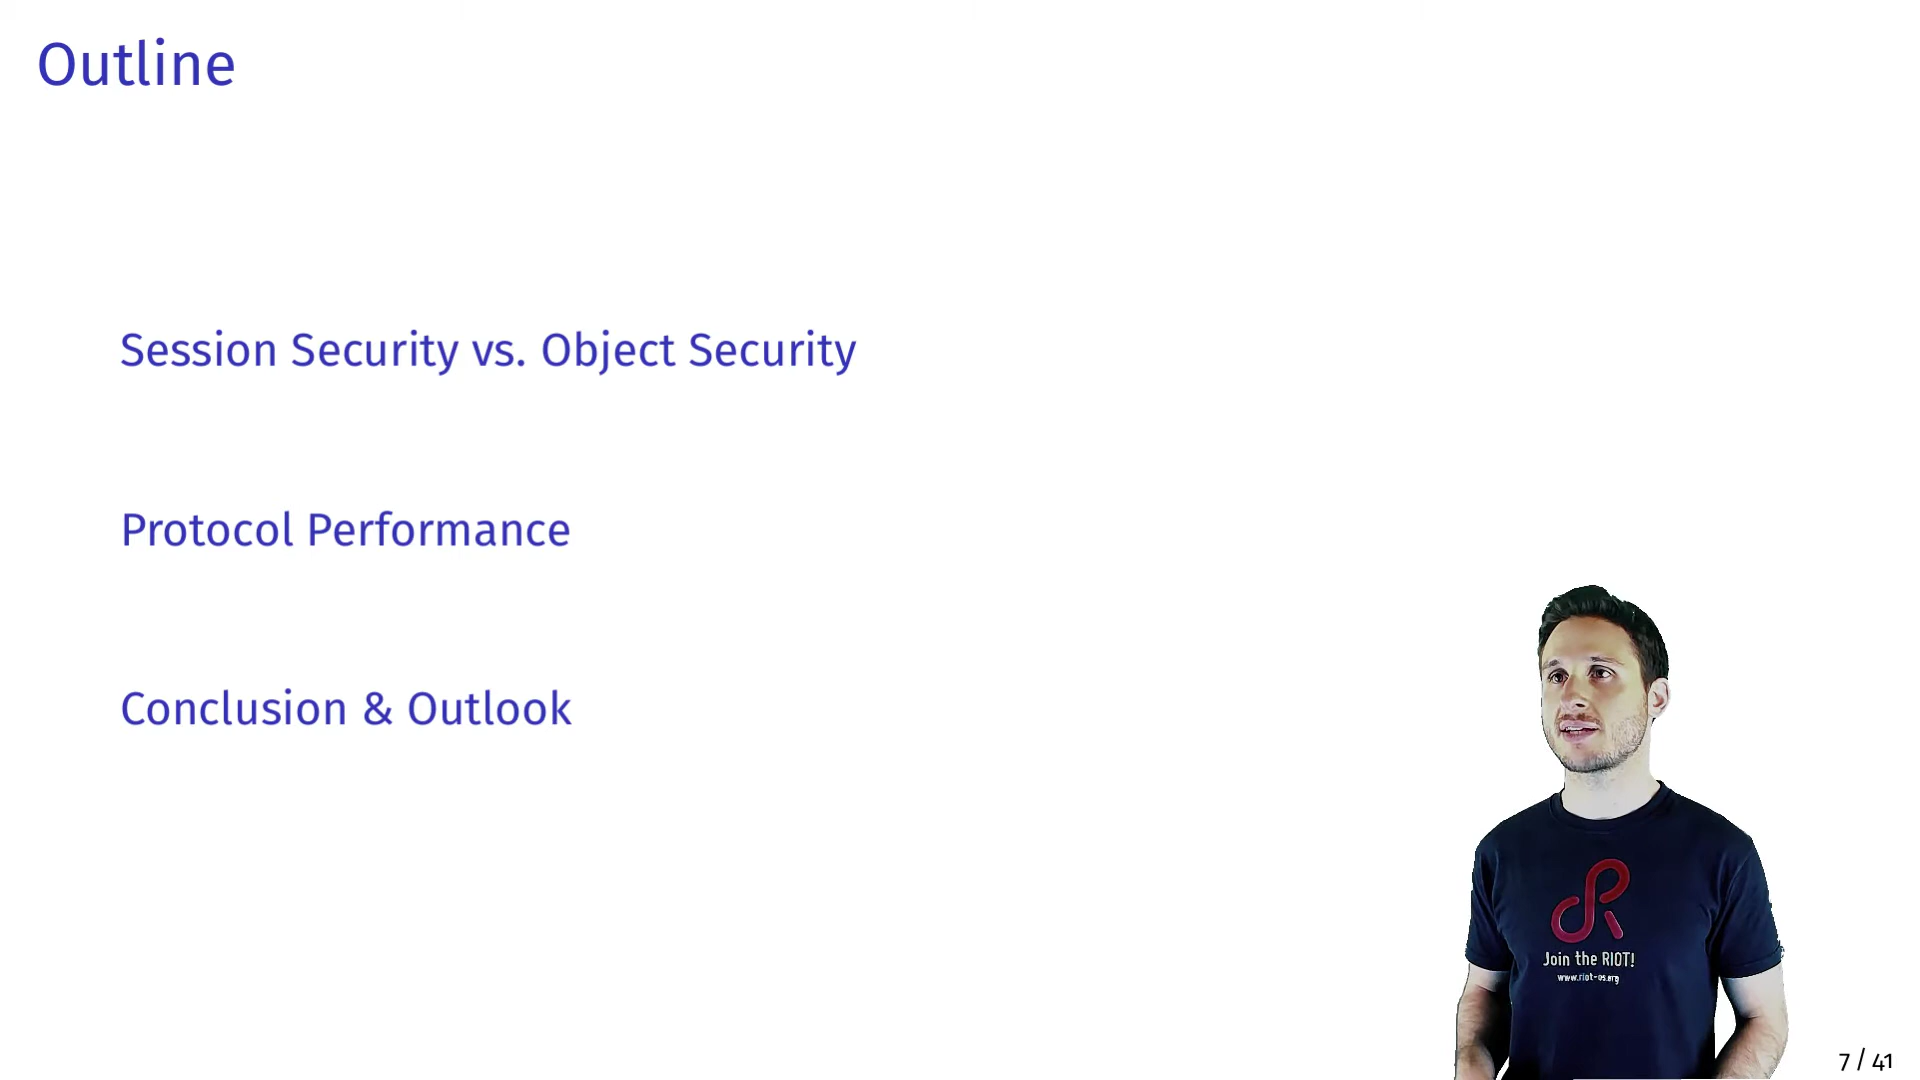 Outline
Session Security vs. Object Security
Protocol Performance
Conclusion & Outlook
Join the RIOT!
www.riot-os.org
7 / 41